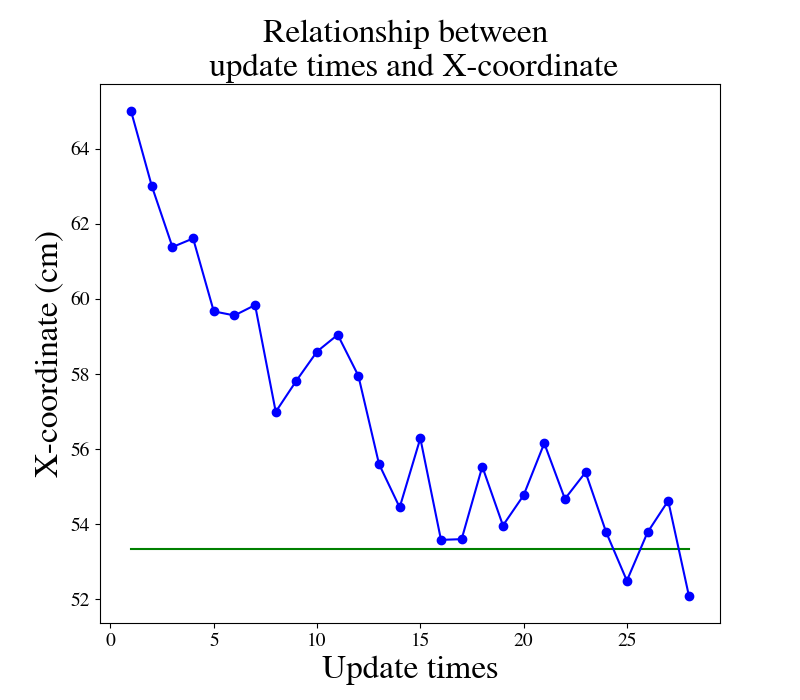 Relationship between
update times and X-coordinate
X-coordinate (cm)
64
62
60
58
56
54
52
0 5 10 15 20 25
Update times